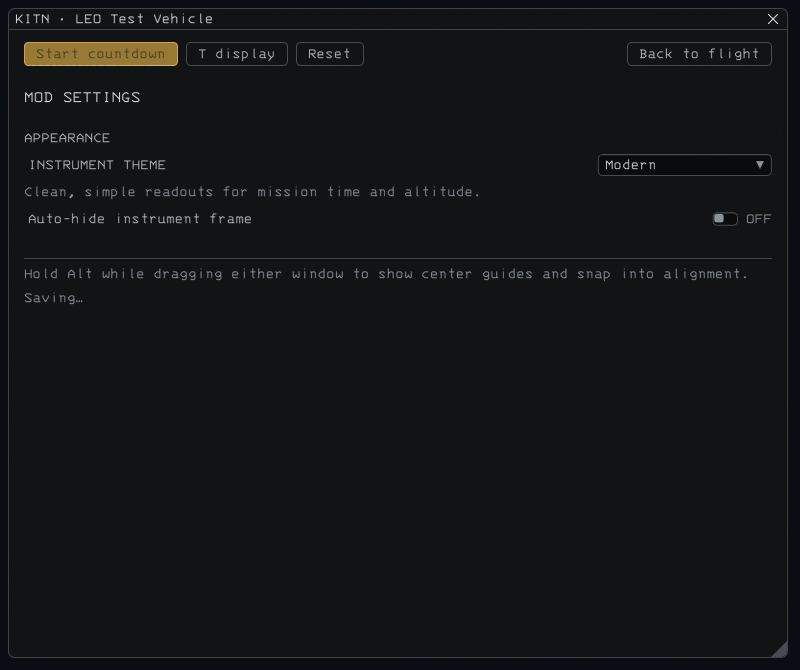 KITN · LEO Test Vehicle
Start countdown T display Reset Back to flight
MOD SETTINGS
APPEARANCE
INSTRUMENT THEME Modern
Clean, simple readouts for mission time and altitude.
Auto-hide instrument frame OFF
Hold Alt while dragging either window to show center guides and snap into alignment.
Saving…